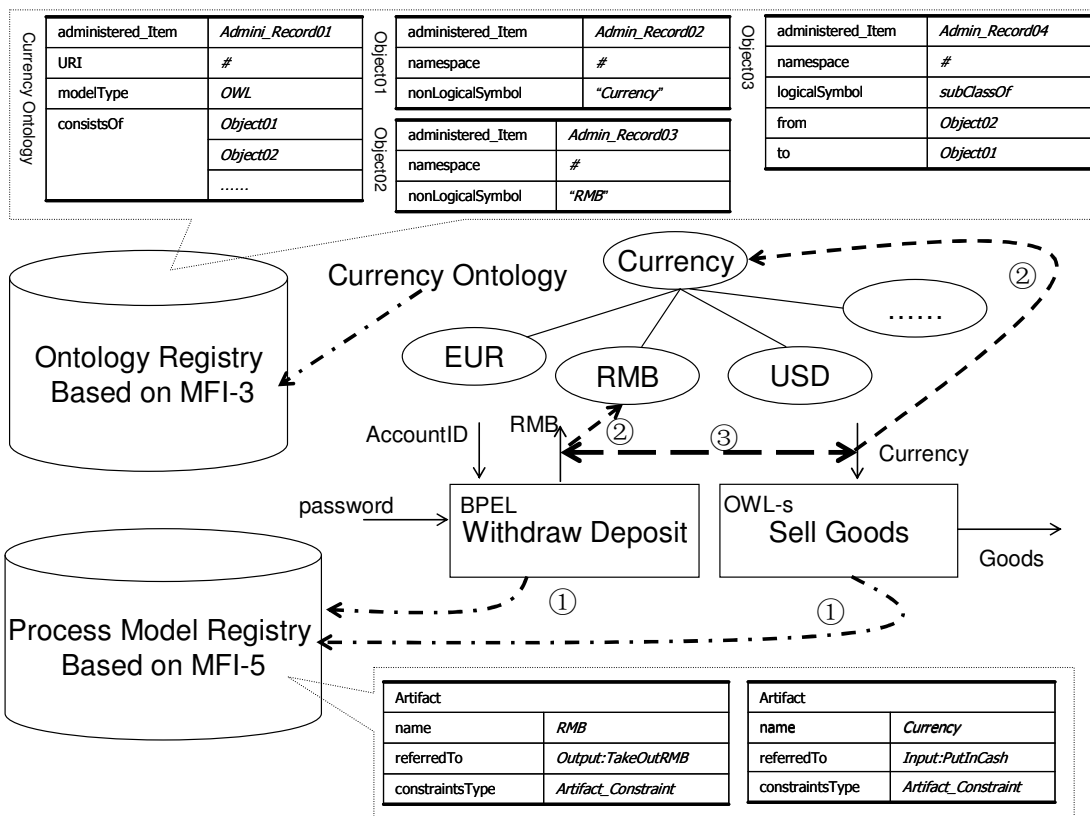 Currency Ontology
administered_Item Admini_Record01
URI #
modelType OWL
consistsOf Object01
Object02
......
Object01
administered_Item Admin_Record02
namespace #
nonLogicalSymbol “Currency”
Object02
administered_Item Admin_Record03
namespace #
nonLogicalSymbol “RMB”
Object03
administered_Item Admin_Record04
namespace #
logicalSymbol subClassOf
from Object02
to Object01
Ontology Registry
Based on MFI-3
Currency Ontology
Currency
EUR
RMB
USD
......
②
AccountID
RMB
②
③
Currency
password
BPEL
Withdraw Deposit
OWL-s
Sell Goods
Goods
①
①
Process Model Registry
Based on MFI-5
Artifact
name RMB
referredTo Output:TakeOutRMB
constraintsType Artifact_Constraint
Artifact
name Currency
referredTo Input:PutInCash
constraintsType Artifact_Constraint